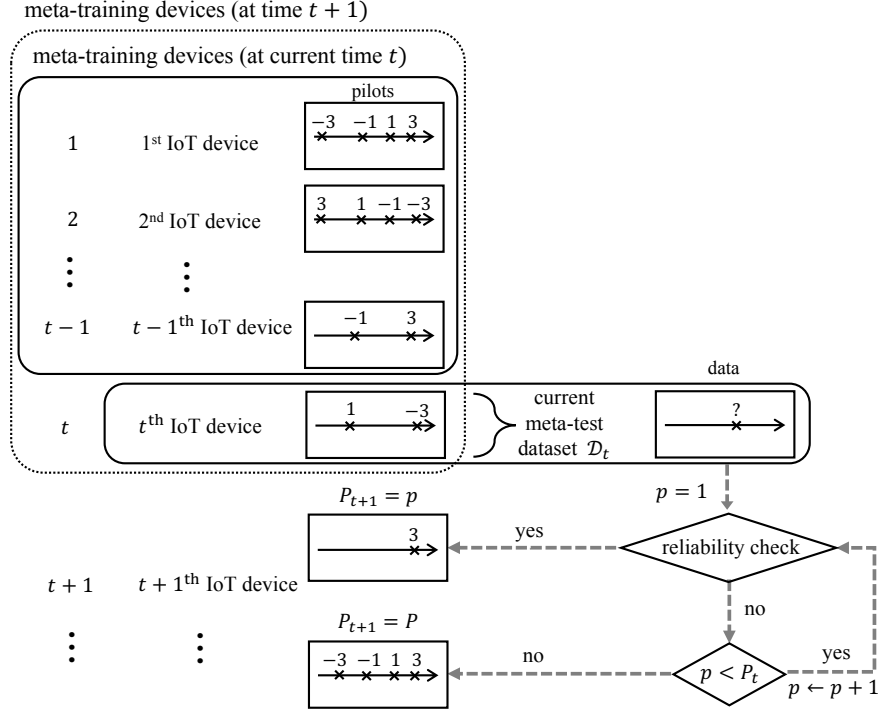 meta-training devices (at time t + 1)
meta-training devices (at current time t)
pilots
1 1st IoT device −3 −1 1 3
2 2nd IoT device 3 1 −1 −3
⋮ ⋮
t − 1 t − 1th IoT device −1 3
data
t tth IoT device 1 −3
current
meta-test
dataset 𝒟t
?
p = 1
Pt+1 = p
3
yes
reliability check
t + 1 t + 1th IoT device
no
⋮ ⋮
Pt+1 = P
−3 −1 1 3
no
p < Pt
yes
p ← p + 1